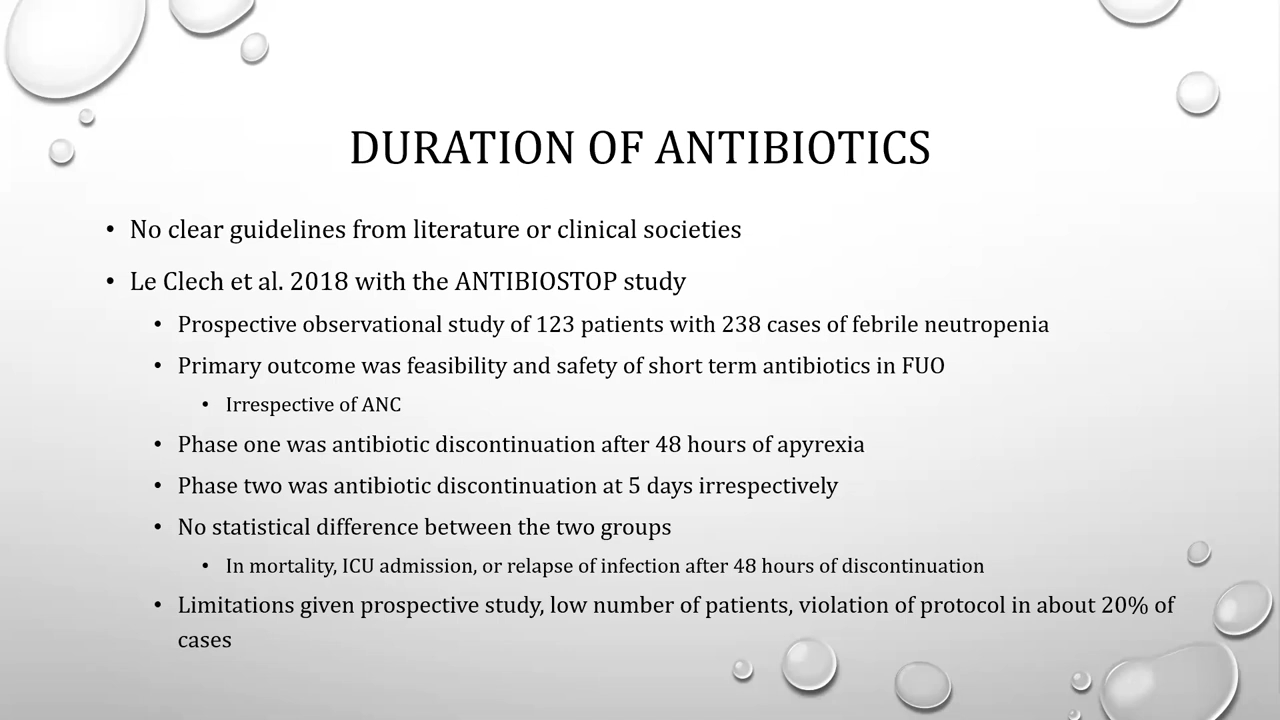 DURATION OF ANTIBIOTICS
• No clear guidelines from literature or clinical societies
• Le Clech et al. 2018 with the ANTIBIOSTOP study
• Prospective observational study of 123 patients with 238 cases of febrile neutropenia
• Primary outcome was feasibility and safety of short term antibiotics in FUO
• Irrespective of ANC
• Phase one was antibiotic discontinuation after 48 hours of apyrexia
• Phase two was antibiotic discontinuation at 5 days irrespectively
• No statistical difference between the two groups
• In mortality, ICU admission, or relapse of infection after 48 hours of discontinuation
• Limitations given prospective study, low number of patients, violation of protocol in about 20% of
cases